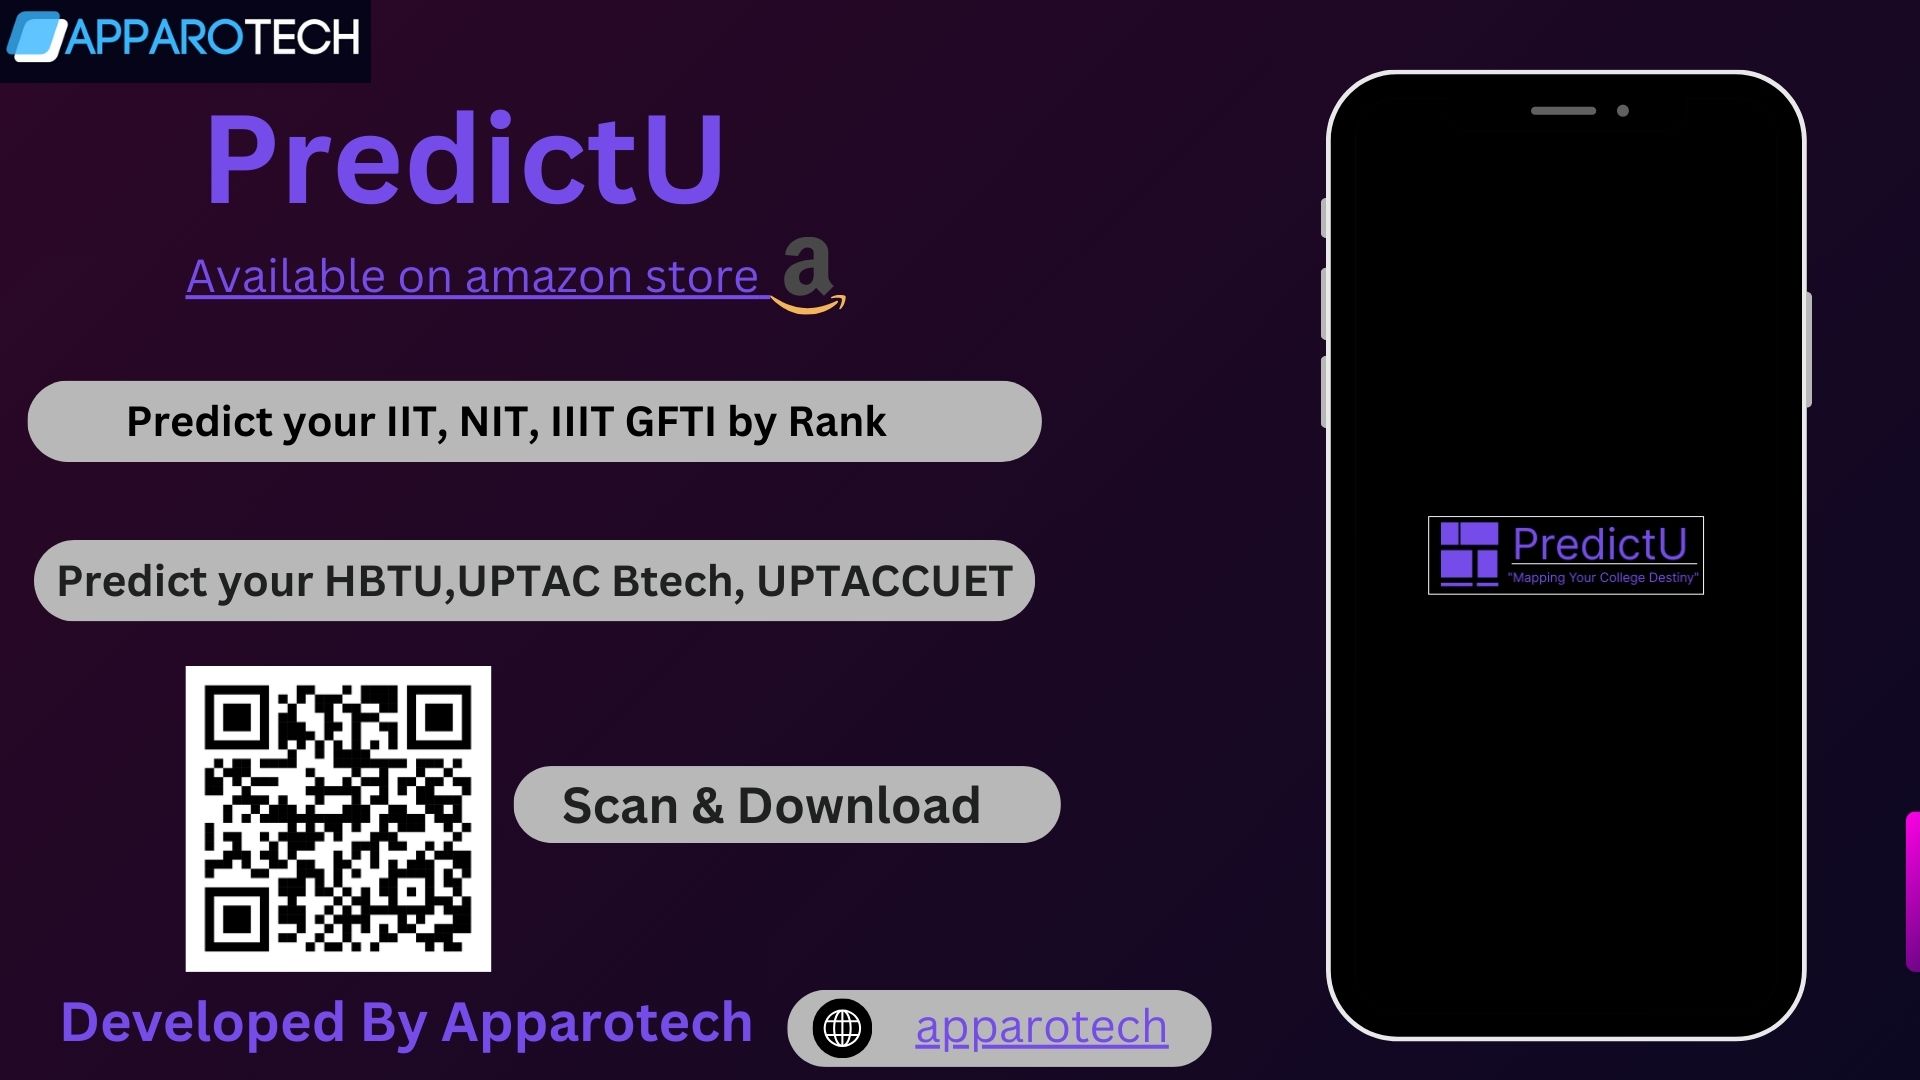 APPAROTECH
PredictU
Available on amazon store
a
Predict your IIT, NIT, IIIT GFTI by Rank
Predict your HBTU,UPTAC Btech, UPTACCUET
Scan & Download
Developed By Apparotech
apparotech
PredictU
"Mapping Your College Destiny"